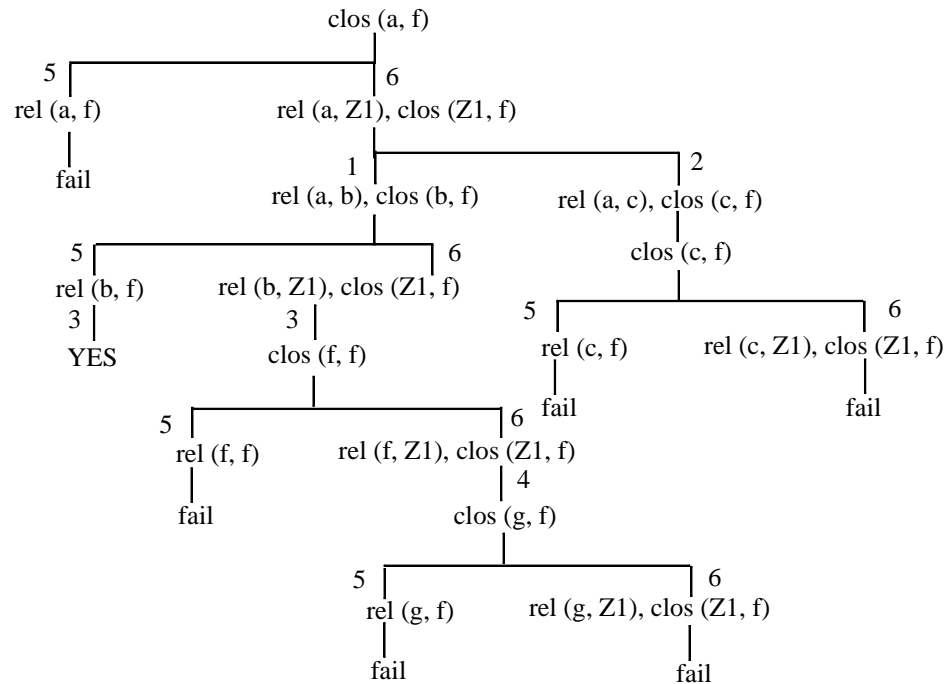 clos (a, f)
5 6
rel (a, f) rel (a, Z1), clos (Z1, f)
fail
1 2
rel (a, b), clos (b, f) rel (a, c), clos (c, f)
5 6 clos (c, f)
rel (b, f) rel (b, Z1), clos (Z1, f)
3 3 5 6
YES clos (f, f) rel (c, f) rel (c, Z1), clos (Z1, f)
fail fail
5 6
rel (f, f) rel (f, Z1), clos (Z1, f)
4
fail clos (g, f)
5 6
rel (g, f) rel (g, Z1), clos (Z1, f)
fail fail